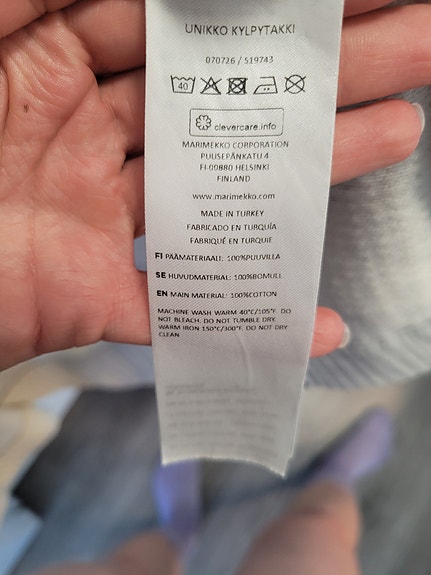 UNIKKO KYLPYTAKKI
070726 / 519743
40
clevercare.info
MARIMEKKO CORPORATION
PUUSEPÄNKATU 4
FI-00880 HELSINKI
FINLAND
www.marimekko.com
MADE IN TURKEY
FABRICADO EN TURQUÍA
FABRIQUÉ EN TURQUIE
FI PÄÄMATERIAALI: 100%PUUVILLA
SE HUVUDMATERIAL: 100%BOMULL
EN MAIN MATERIAL: 100%COTTON
MACHINE WASH WARM 40°C/105°F. DO
NOT BLEACH. DO NOT TUMBLE DRY.
WARM IRON 150°C/300°F. DO NOT DRY
CLEAN